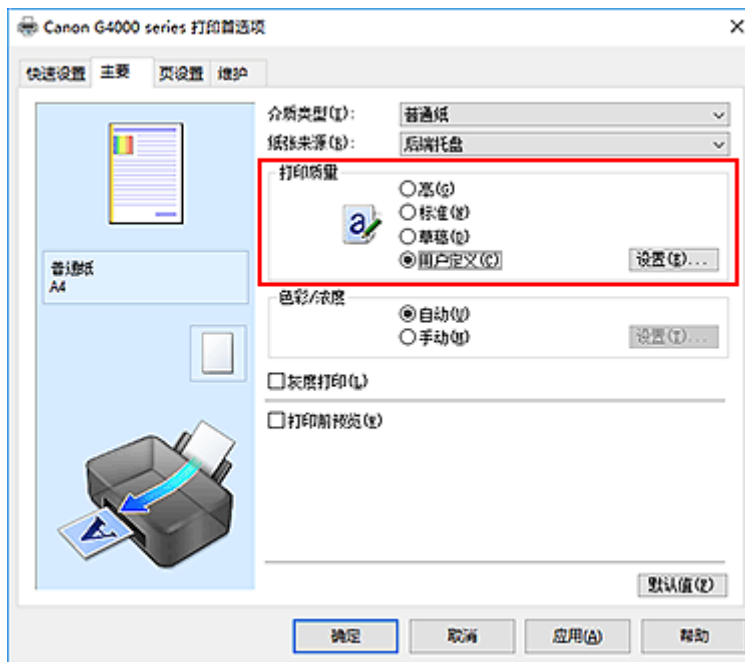 Canon G4000 series 打印首选项
快速设置 主要 页设置 维护
介质类型(I): 普通纸
纸张来源(B): 后端托盘
打印质量
高(G)
a 标准(N)
草稿(D)
用户定义(C) 设置(E)...
普通纸
A4
色彩/浓度
自动(U)
手动(M) 设置(T)...
灰度打印(L)
打印前预览(V)
A
默认值(F)
确定 取消 应用(A) 帮助